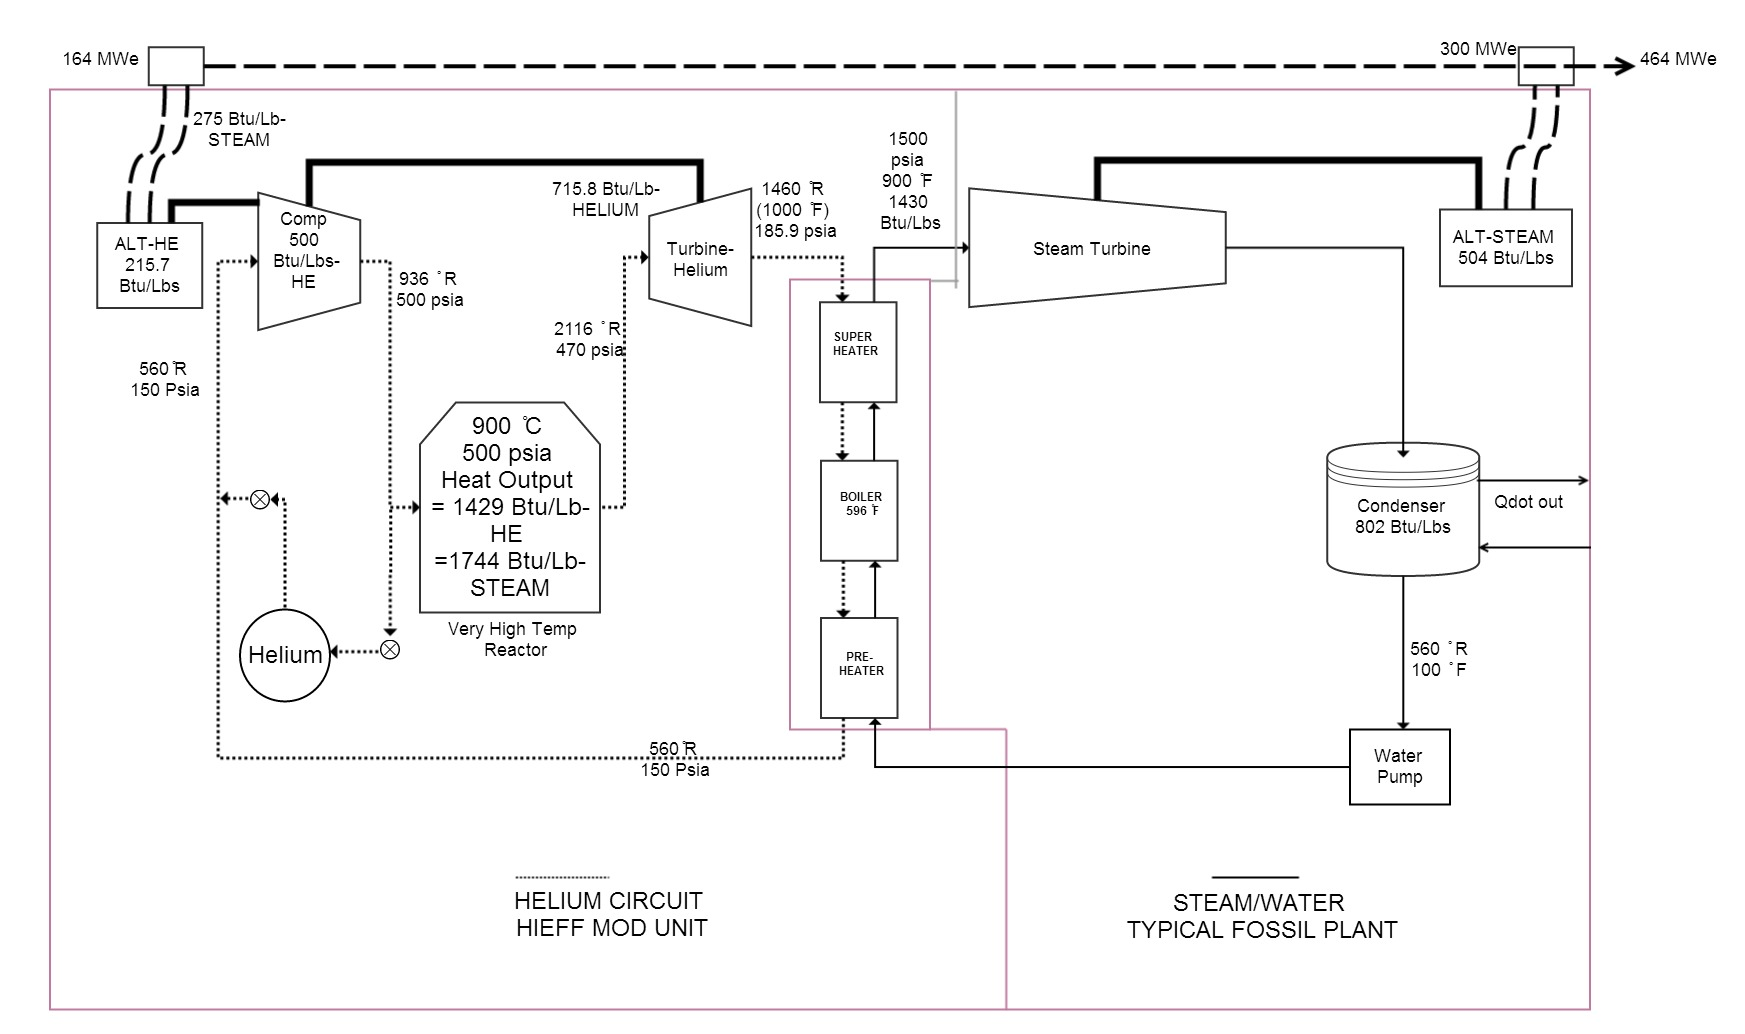 164 MWe
300 MWe
464 MWe
275 Btu/Lb-
STEAM
ALT-HE
215.7
Btu/Lbs
Comp
500
Btu/Lbs-
HE
936 °R
500 psia
560°R
150 Psia
715.8 Btu/Lb-
HELIUM
Turbine-
Helium
1460 °R
(1000 °F)
185.9 psia
2116 °R
470 psia
900 °C
500 psia
Heat Output
= 1429 Btu/Lb-
HE
=1744 Btu/Lb-
STEAM
Very High Temp
Reactor
Helium
560°R
150 Psia
SUPER
HEATER
BOILER
596 °F
PRE-
HEATER
1500
psia
900 °F
1430
Btu/Lbs
Steam Turbine
ALT-STEAM
504 Btu/Lbs
Condenser
802 Btu/Lbs
Qdot out
560 °R
100 °F
Water
Pump
HELIUM CIRCUIT
HIEFF MOD UNIT
STEAM/WATER
TYPICAL FOSSIL PLANT